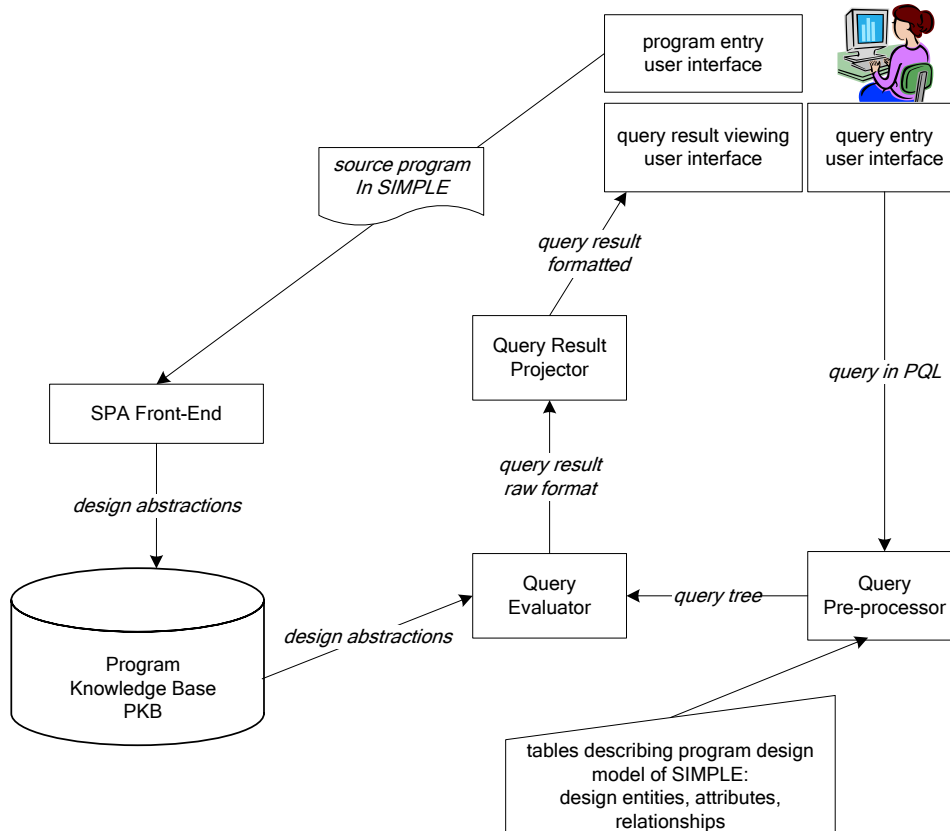 program entry
user interface
query result viewing
user interface
query entry
user interface
source program
In SIMPLE
query result
formatted
Query Result
Projector
query in PQL
SPA Front-End
query result
raw format
design abstractions
Query
Evaluator
query tree
Query
Pre-processor
design abstractions
Program
Knowledge Base
PKB
tables describing program design
model of SIMPLE:
design entities, attributes,
relationships